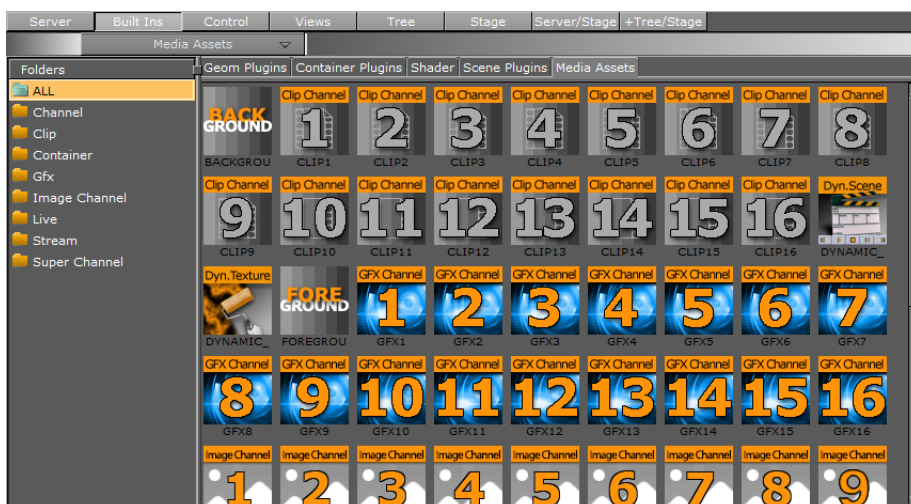 Server Built Ins Control Views Tree Stage Server/Stage +Tree/Stage
Media Assets
Folders Geom Plugins Container Plugins Shader Scene Plugins Media Assets
ALL
Channel
Clip
Container
Gfx
Image Channel
Live
Stream
Super Channel
Clip Channel Clip Channel Clip Channel Clip Channel Clip Channel Clip Channel Clip Channel Clip Channel
BACK GROUND 1 2 3 4 5 6 7 8
BACKGROU CLIP1 CLIP2 CLIP3 CLIP4 CLIP5 CLIP6 CLIP7 CLIP8
Clip Channel Clip Channel Clip Channel Clip Channel Clip Channel Clip Channel Clip Channel Clip Channel Dyn.Scene
9 10 11 12 13 14 15 16
CLIP9 CLIP10 CLIP11 CLIP12 CLIP13 CLIP14 CLIP15 CLIP16 DYNAMIC_
Dyn.Texture GFX Channel GFX Channel GFX Channel GFX Channel GFX Channel GFX Channel GFX Channel
FORE GROUND 1 2 3 4 5 6 7
DYNAMIC_ FOREGROU GFX1 GFX2 GFX3 GFX4 GFX5 GFX6 GFX7
GFX Channel GFX Channel GFX Channel GFX Channel GFX Channel GFX Channel GFX Channel GFX Channel GFX Channel
8 9 10 11 12 13 14 15 16
GFX8 GFX9 GFX10 GFX11 GFX12 GFX13 GFX14 GFX15 GFX16
Image Channel Image Channel Image Channel Image Channel Image Channel Image Channel Image Channel Image Channel Image Channel
1 2 3 4 5 6 7 8 9